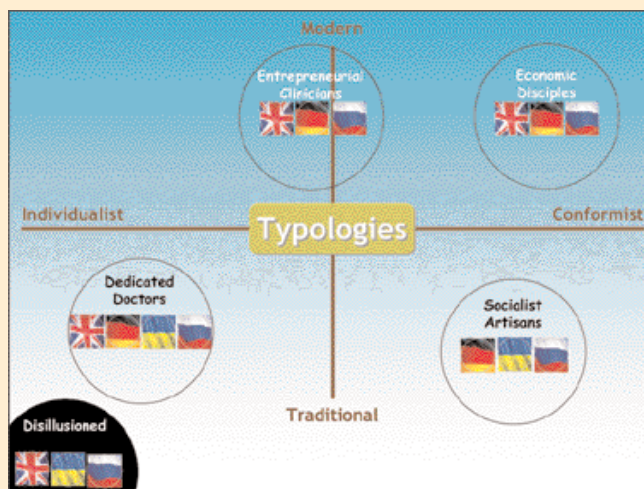 Modern
Entrepreneurial
Clinicians
Economic
Disciples
Individualist
Typologies
Conformist
Dedicated
Doctors
Socialist
Artisans
Traditional
Disillusioned